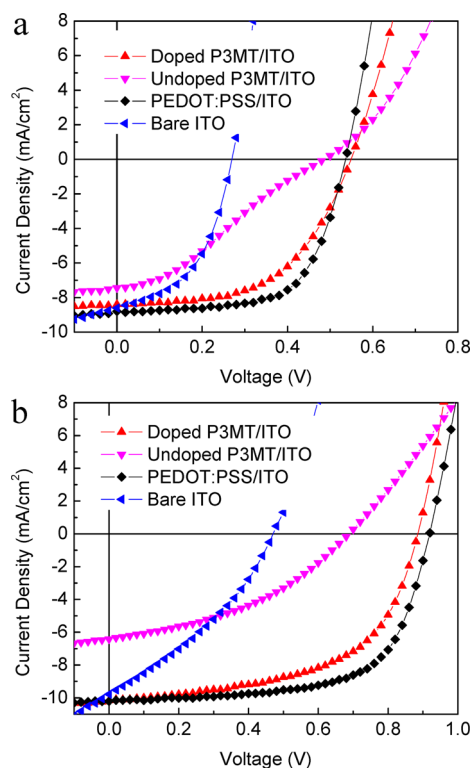 a
8
6
4
2
0
-2
-4
-6
-8
-10
Current Density (mA/cm²)
Doped P3MT/ITO
Undoped P3MT/ITO
PEDOT:PSS/ITO
Bare ITO
0.0 0.2 0.4 0.6 0.8
Voltage (V)
b
8
6
4
2
0
-2
-4
-6
-8
-10
Current Density (mA/cm²)
Doped P3MT/ITO
Undoped P3MT/ITO
PEDOT:PSS/ITO
Bare ITO
0.0 0.2 0.4 0.6 0.8 1.0
Voltage (V)